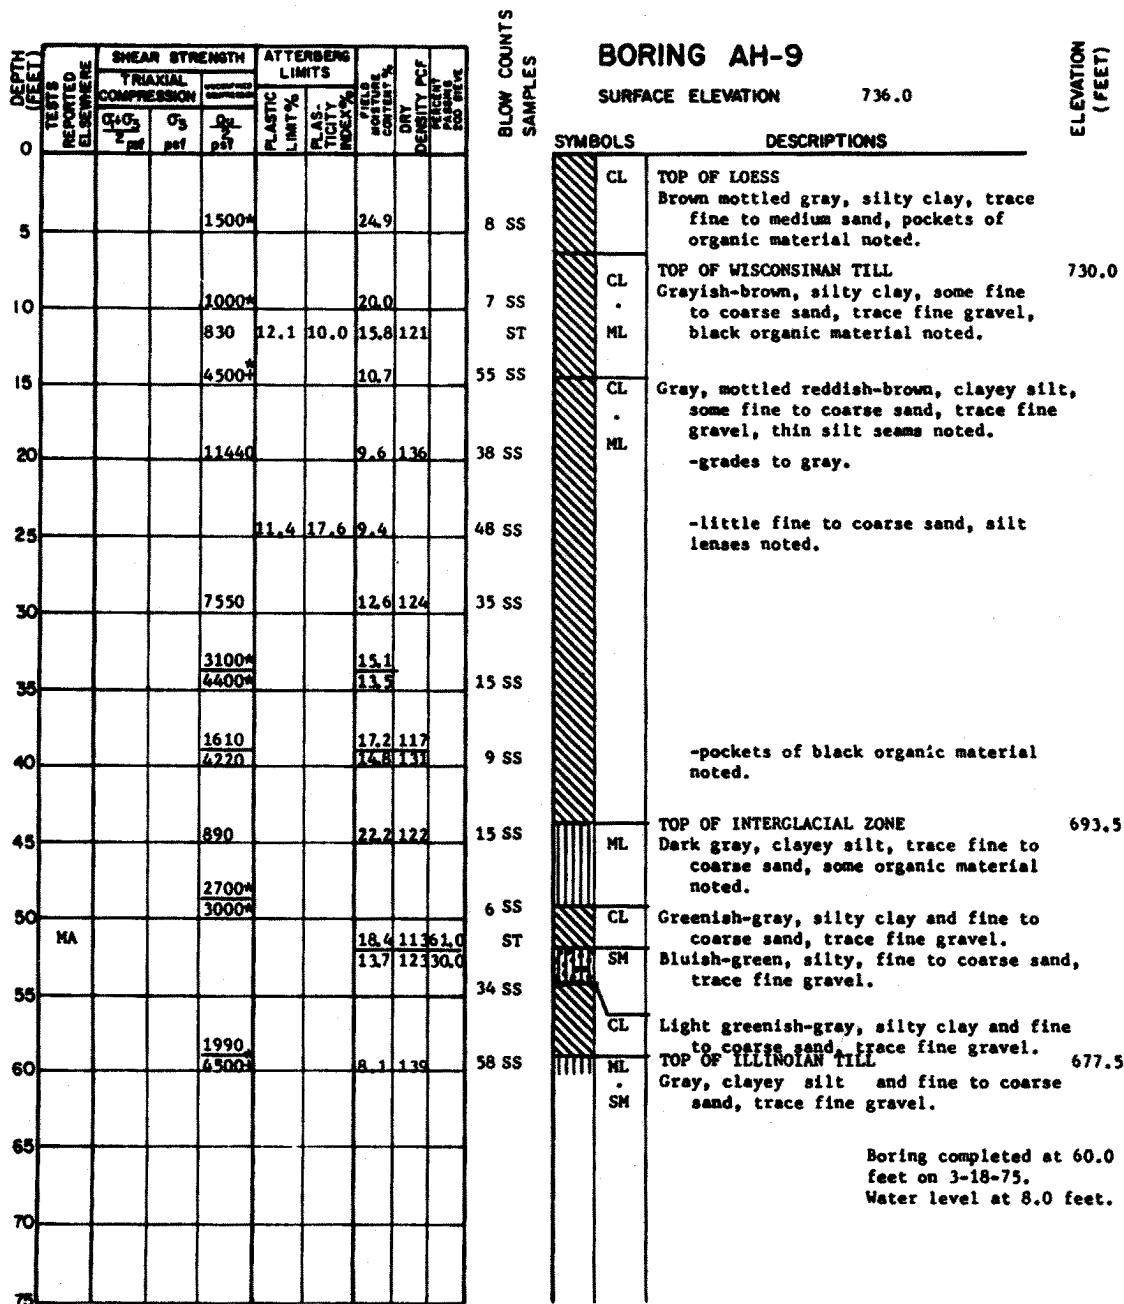 BORING AH-9
SURFACE ELEVATION 736.0
DEPTH (FEET)
TESTS REPORTED ELSEWHERE
SHEAR STRENGTH
TRIAXIAL COMPRESSION
psf
psf
psf
ATTERBERG LIMITS
PLASTIC LIMIT %
PLAS-TICITY INDEX %
FIELD MOISTURE CONTENT-%
DRY DENSITY PCF
PERCENT PASSING 200 SIEVE
BLOW COUNTS
SAMPLES
SYMBOLS
DESCRIPTIONS
ELEVATION (FEET)
0
CL TOP OF LOESS
Brown mottled gray, silty clay, trace
fine to medium sand, pockets of
organic material noted.
1500* 24.9 8 SS
5
TOP OF WISCONSINAN TILL 730.0
CL . ML
Grayish-brown, silty clay, some fine
to coarse sand, trace fine gravel,
black organic material noted.
1000* 20.0 7 SS
10
830 12.1 10.0 15.8 121 ST
4500+* 10.7 55 SS
15
CL . ML
Gray, mottled reddish-brown, clayey silt,
some fine to coarse sand, trace fine
gravel, thin silt seams noted.
-grades to gray.
11440 9.6 136 38 SS
20
-little fine to coarse sand, silt
lenses noted.
11.4 17.6 9.4 48 SS
25
7550 12.6 124 35 SS
30
3100* 15.1
4400* 13.5 15 SS
35
1610 17.2 117
4220 14.8 131 9 SS
40
-pockets of black organic material
noted.
TOP OF INTERGLACIAL ZONE 693.5
ML Dark gray, clayey silt, trace fine to
coarse sand, some organic material
noted.
890 22.2 122 15 SS
45
2700*
3000* 6 SS
50
CL Greenish-gray, silty clay and fine to
coarse sand, trace fine gravel.
MA 18.4 113 61.0 ST
13.7 123 30.0
SM Bluish-green, silty, fine to coarse sand,
trace fine gravel.
34 SS
55
CL Light greenish-gray, silty clay and fine
to coarse sand, trace fine gravel.
1990
8.1 139 58 SS
60
TOP OF ILLINOIAN TILL 677.5
ML . SM
Gray, clayey silt and fine to coarse
sand, trace fine gravel.
65
Boring completed at 60.0
feet on 3-18-75.
Water level at 8.0 feet.
70
75